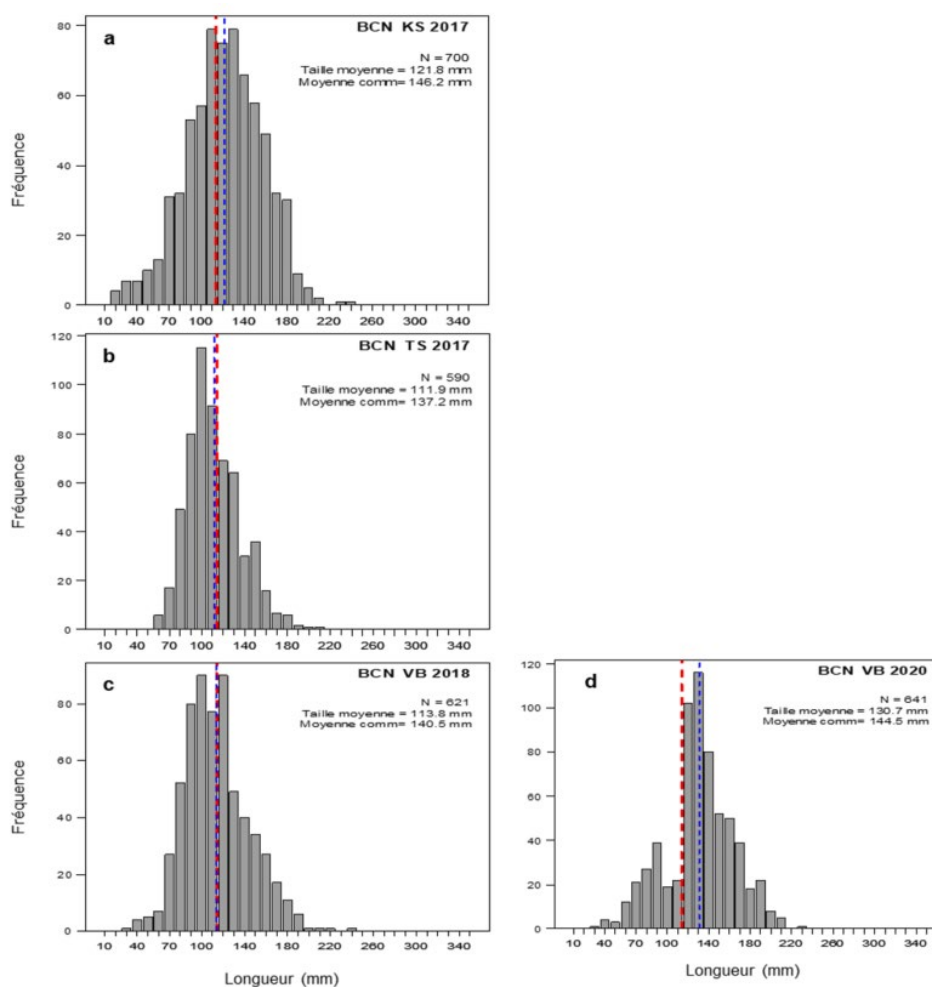 a
BCN KS 2017
N = 700
Taille moyenne = 121.8 mm
Moyenne comm= 146.2 mm
Fréquence
80
60
40
20
0
10 40 70 100 140 180 220 260 300 340
b
BCN TS 2017
N = 590
Taille moyenne = 111.9 mm
Moyenne comm= 137.2 mm
Fréquence
120
100
80
60
40
20
0
10 40 70 100 140 180 220 260 300 340
c
BCN VB 2018
N = 621
Taille moyenne = 113.8 mm
Moyenne comm= 140.5 mm
Fréquence
80
60
40
20
0
10 40 70 100 140 180 220 260 300 340
Longueur (mm)
d
BCN VB 2020
N = 641
Taille moyenne = 130.7 mm
Moyenne comm= 144.5 mm
120
100
80
60
40
20
0
10 40 70 100 140 180 220 260 300 340
Longueur (mm)